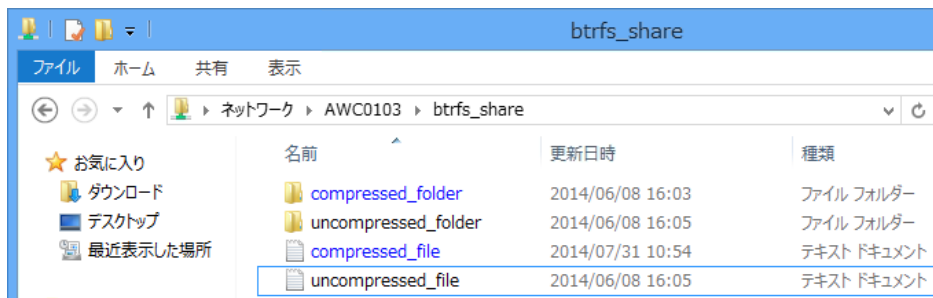 btrfs_share
ファイル ホーム 共有 表示
ネットワーク AWC0103 btrfs_share
名前 更新日時 種類
お気に入り
ダウンロード
デスクトップ
最近表示した場所
compressed_folder 2014/06/08 16:03 ファイル フォルダー
uncompressed_folder 2014/06/08 16:05 ファイル フォルダー
compressed_file 2014/07/31 10:54 テキスト ドキュメント
uncompressed_file 2014/06/08 16:05 テキスト ドキュメント